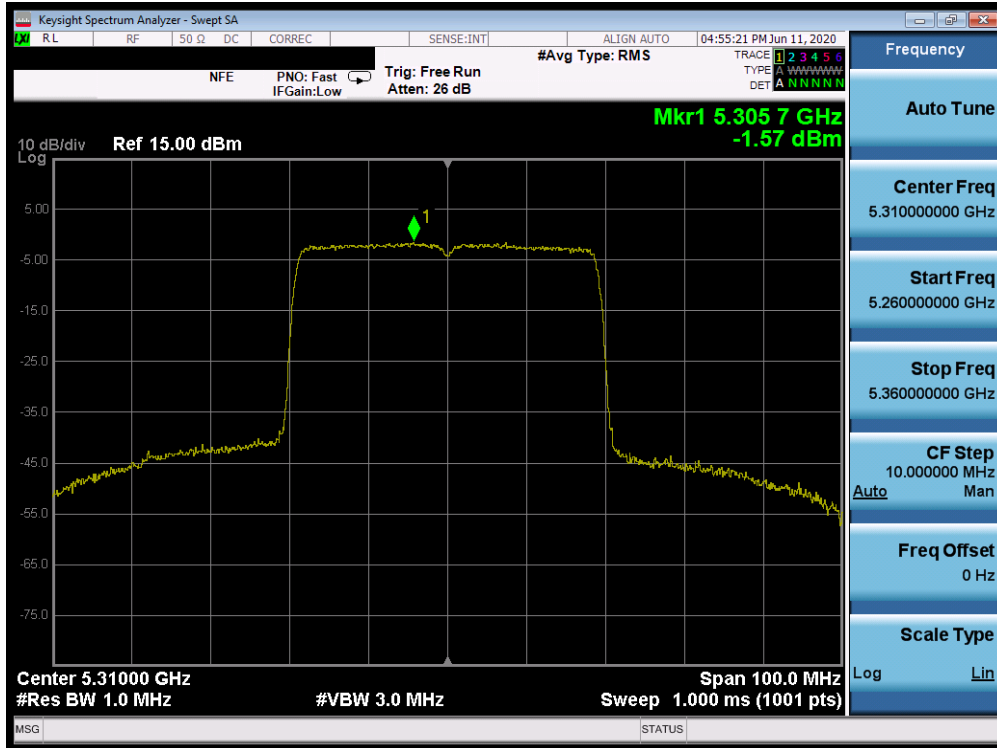 Keysight Spectrum Analyzer - Swept SA
LXI RL RF 50 Ω DC CORREC SENSE:INT ALIGN AUTO 04:55:21 PM Jun 11, 2020
NFE PNO: Fast Trig: Free Run #Avg Type: RMS TRACE 1 2 3 4 5 6
IFGain:Low Atten: 26 dB TYPE A WWWWW
DET A N N N N N
Mkr1 5.305 7 GHz
-1.57 dBm
10 dB/div Ref 15.00 dBm
Log
1
5.00
-5.00
-15.0
-25.0
-35.0
-45.0
-55.0
-65.0
-75.0
Center 5.31000 GHz Span 100.0 MHz
#Res BW 1.0 MHz #VBW 3.0 MHz Sweep 1.000 ms (1001 pts)
MSG STATUS
Frequency
Auto Tune
Center Freq
5.310000000 GHz
Start Freq
5.260000000 GHz
Stop Freq
5.360000000 GHz
CF Step
10.000000 MHz
Auto Man
Freq Offset
0 Hz
Scale Type
Log Lin